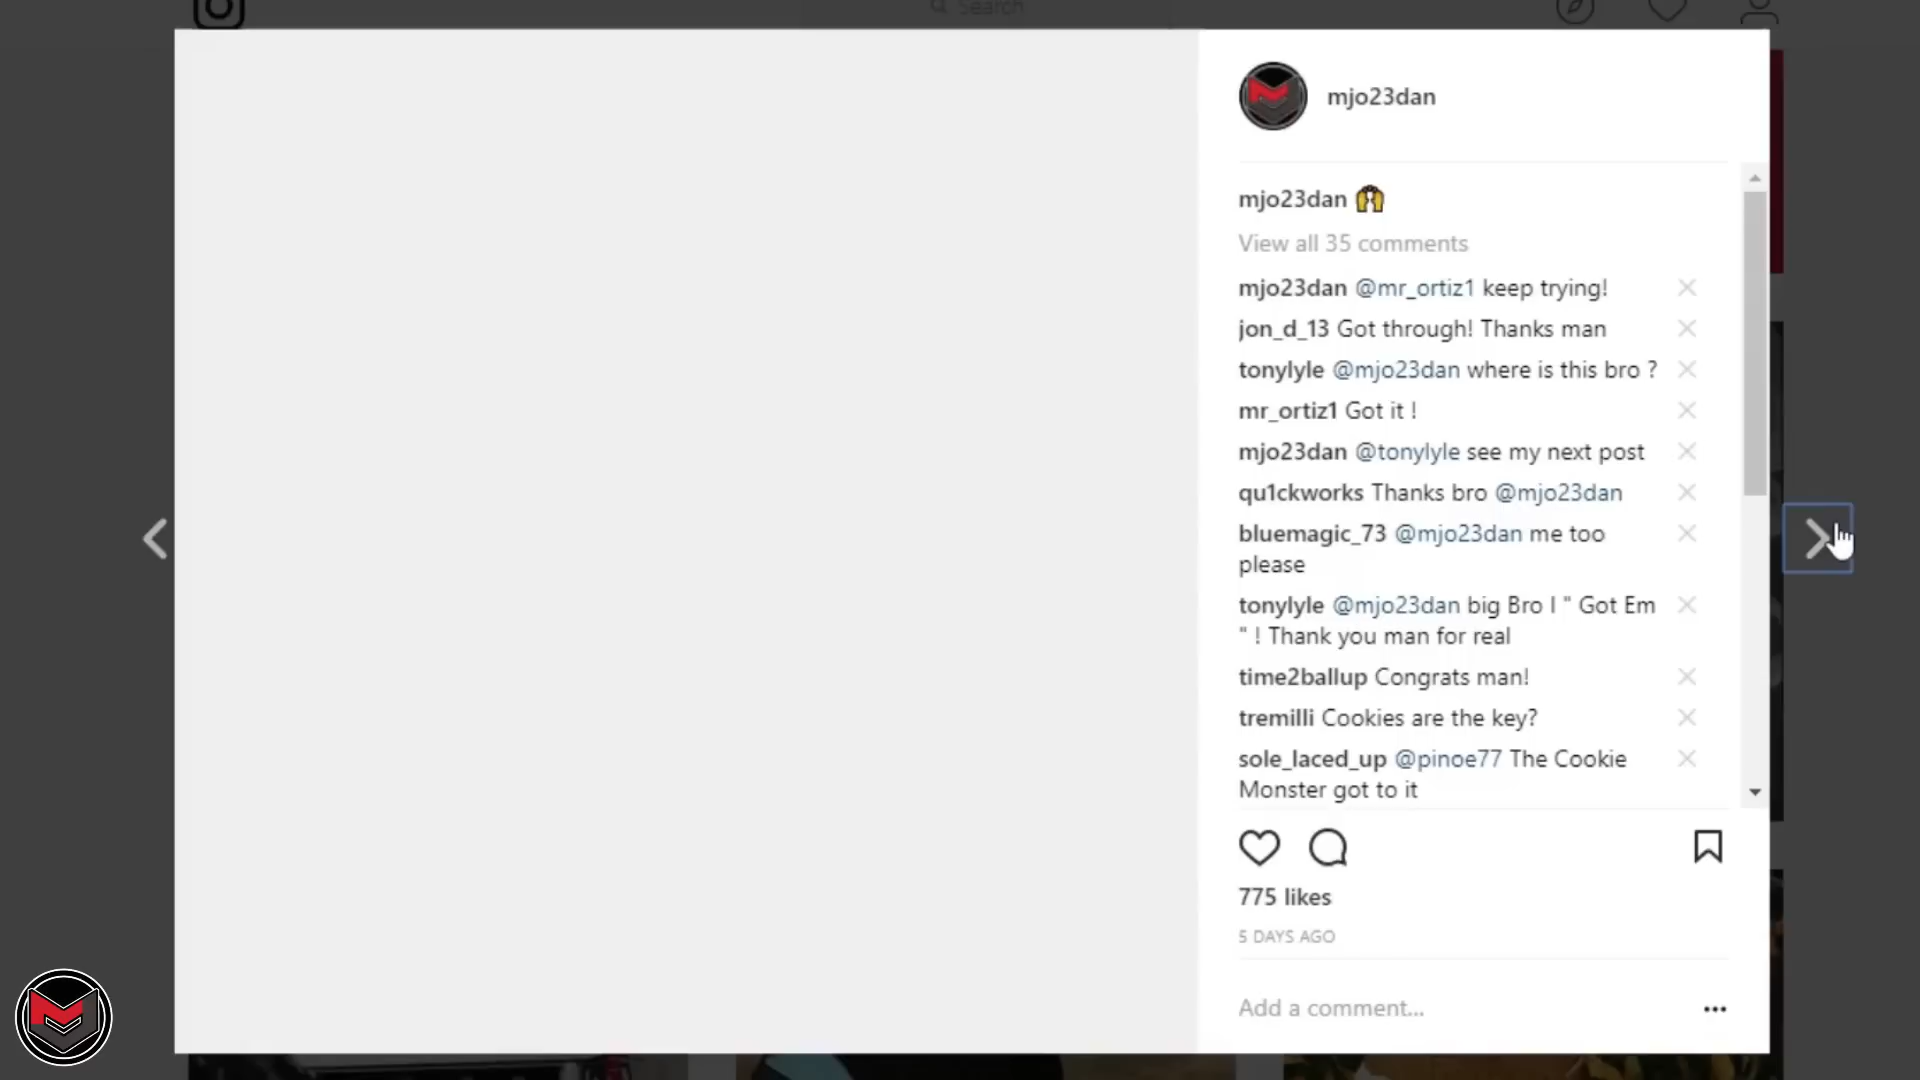 Search
mjo23dan
mjo23dan
View all 35 comments
mjo23dan @mr_ortiz1 keep trying!
jon_d_13 Got through! Thanks man
tonylyle @mjo23dan where is this bro ?
mr_ortiz1 Got it !
mjo23dan @tonylyle see my next post
qu1ckworks Thanks bro @mjo23dan
bluemagic_73 @mjo23dan me too
please
tonylyle @mjo23dan big Bro I " Got Em
" ! Thank you man for real
time2ballup Congrats man!
tremilli Cookies are the key?
sole_laced_up @pinoe77 The Cookie
Monster got to it
775 likes
5 DAYS AGO
Add a comment...